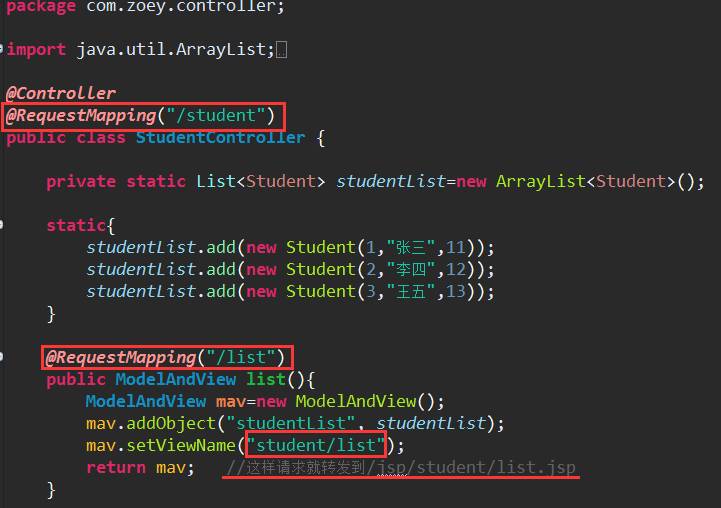 package com.zoey.controller;
import java.util.ArrayList;
@Controller
@RequestMapping("/student")
public class StudentController {
private static List<Student> studentList=new ArrayList<Student>();
static{
studentList.add(new Student(1,"张三",11));
studentList.add(new Student(2,"李四",12));
studentList.add(new Student(3,"王五",13));
}
@RequestMapping("/list")
public ModelAndView list(){
ModelAndView mav=new ModelAndView();
mav.addObject("studentList", studentList);
mav.setViewName("student/list");
return mav; //这样请求就转发到/jsp/student/list.jsp
}